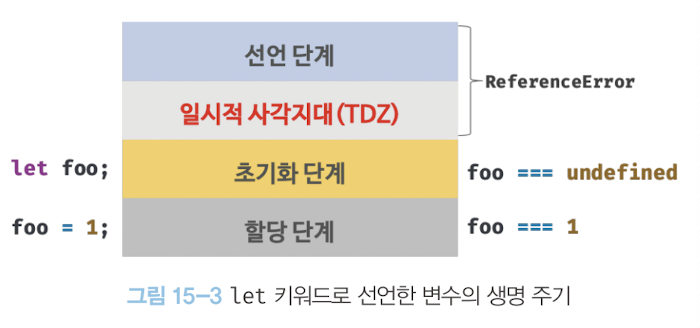 선언 단계
ReferenceError
일시적 사각지대(TDZ)
let foo; 초기화 단계 foo === undefined
foo = 1; 할당 단계 foo === 1
그림 15-3 let 키워드로 선언한 변수의 생명 주기